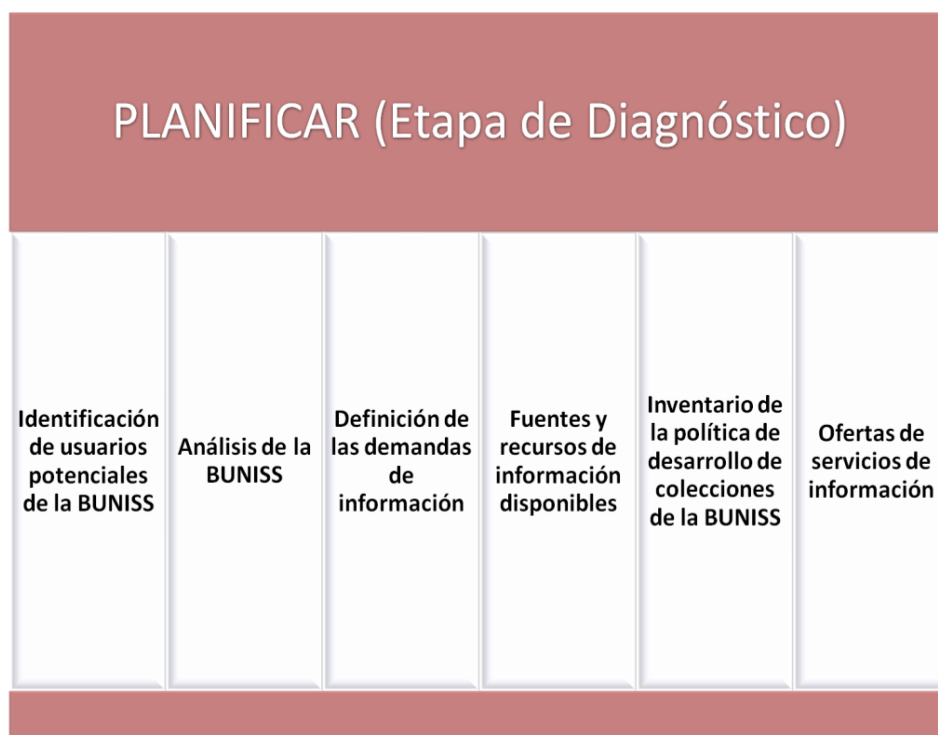 PLANIFICAR (Etapa de Diagnóstico)
Identificación
de usuarios
potenciales
de la BUNISS
Análisis de la
BUNISS
Definición de
las demandas
de
información
Fuentes y
recursos de
información
disponibles
Inventario de
la política de
desarrollo de
colecciones
de la BUNISS
Ofertas de
servicios de
información